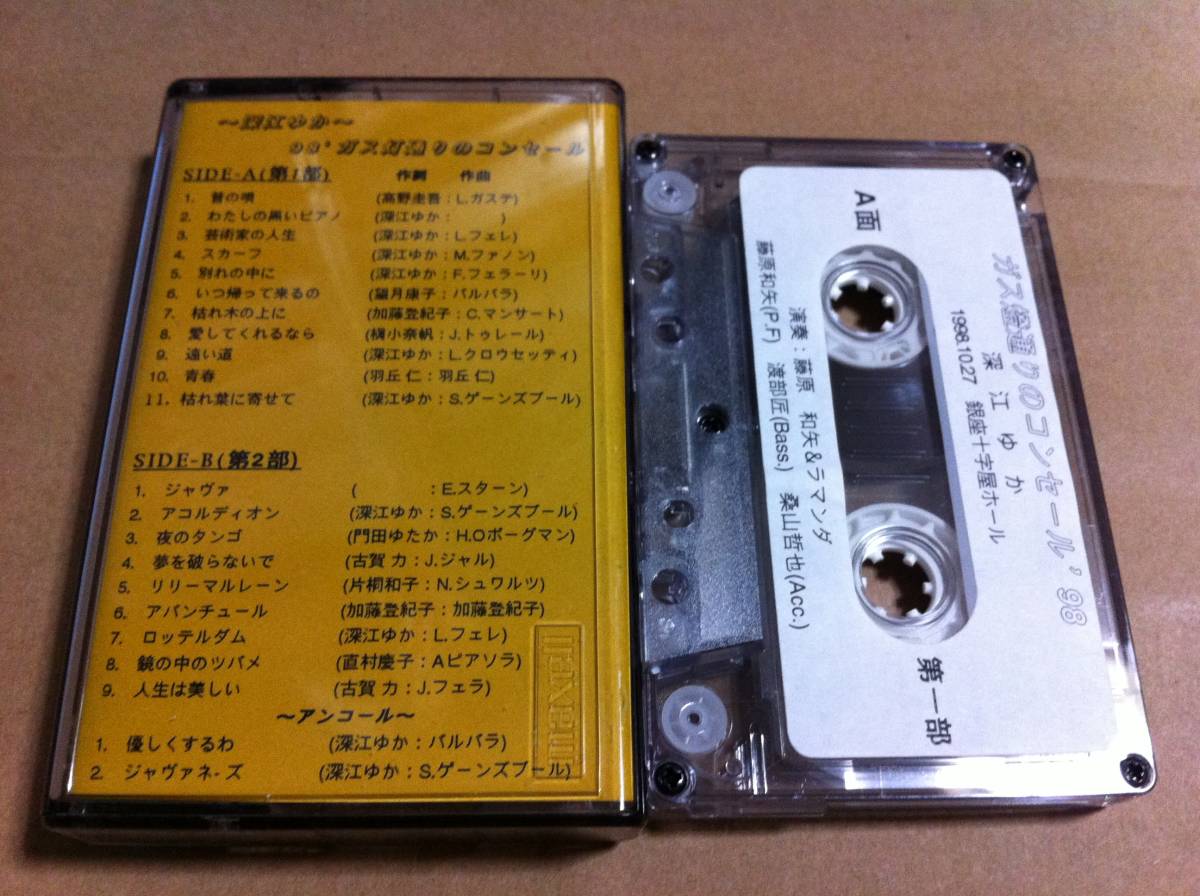 ～深江ゆか～
98'ガス灯通りのコンセール
SIDE-A(第1部) 作詞 作曲
1. 昔の唄 (高野圭吾：L.ガステ)
2. わたしの黒いピアノ (深江ゆか： )
3. 芸術家の人生 (深江ゆか：L.フェレ)
4. スカーフ (深江ゆか：M.ファノン)
5. 別れの中に (深江ゆか：F.フェラーリ)
6. いつ帰って来るの (望月康子：バルバラ)
7. 枯れ木の上に (加藤登紀子：C.マンサート)
8. 愛してくれるなら (槇小奈帆：J.トゥレール)
9. 遠い道 (深江ゆか：L.クロウセッティ)
10. 青春 (羽丘 仁：羽丘 仁)
11. 枯れ葉に寄せて (深江ゆか：S.ゲーンズブール)
SIDE-B(第2部)
1. ジャヴァ ( ：E.スターン)
2. アコルディオン (深江ゆか：S.ゲーンズブール)
3. 夜のタンゴ (門田ゆたか：H.Oボーグマン)
4. 夢を破らないで (古賀 力：J.ジャル)
5. リリーマルレーン (片桐和子：N.シュワルツ)
6. アバンチュール (加藤登紀子：加藤登紀子)
7. ロッテルダム (深江ゆか：L.フェレ)
8. 鏡の中のツバメ (直村慶子：Aピアソラ)
9. 人生は美しい (古賀 力：J.フェラ)
～アンコール～
1. 優しくするわ (深江ゆか：バルバラ)
2. ジャヴァネ-ズ (深江ゆか：S.ゲーンズブール)
maxell
ガス燈通りのコンセール'98
深江ゆか
1998.10.27 銀座十字屋ホール
A面
第一部
演奏：藤原 和矢&ラマンダ
藤原和矢(P.F) 渡部匠(Bass.) 桑山哲也(Acc.)